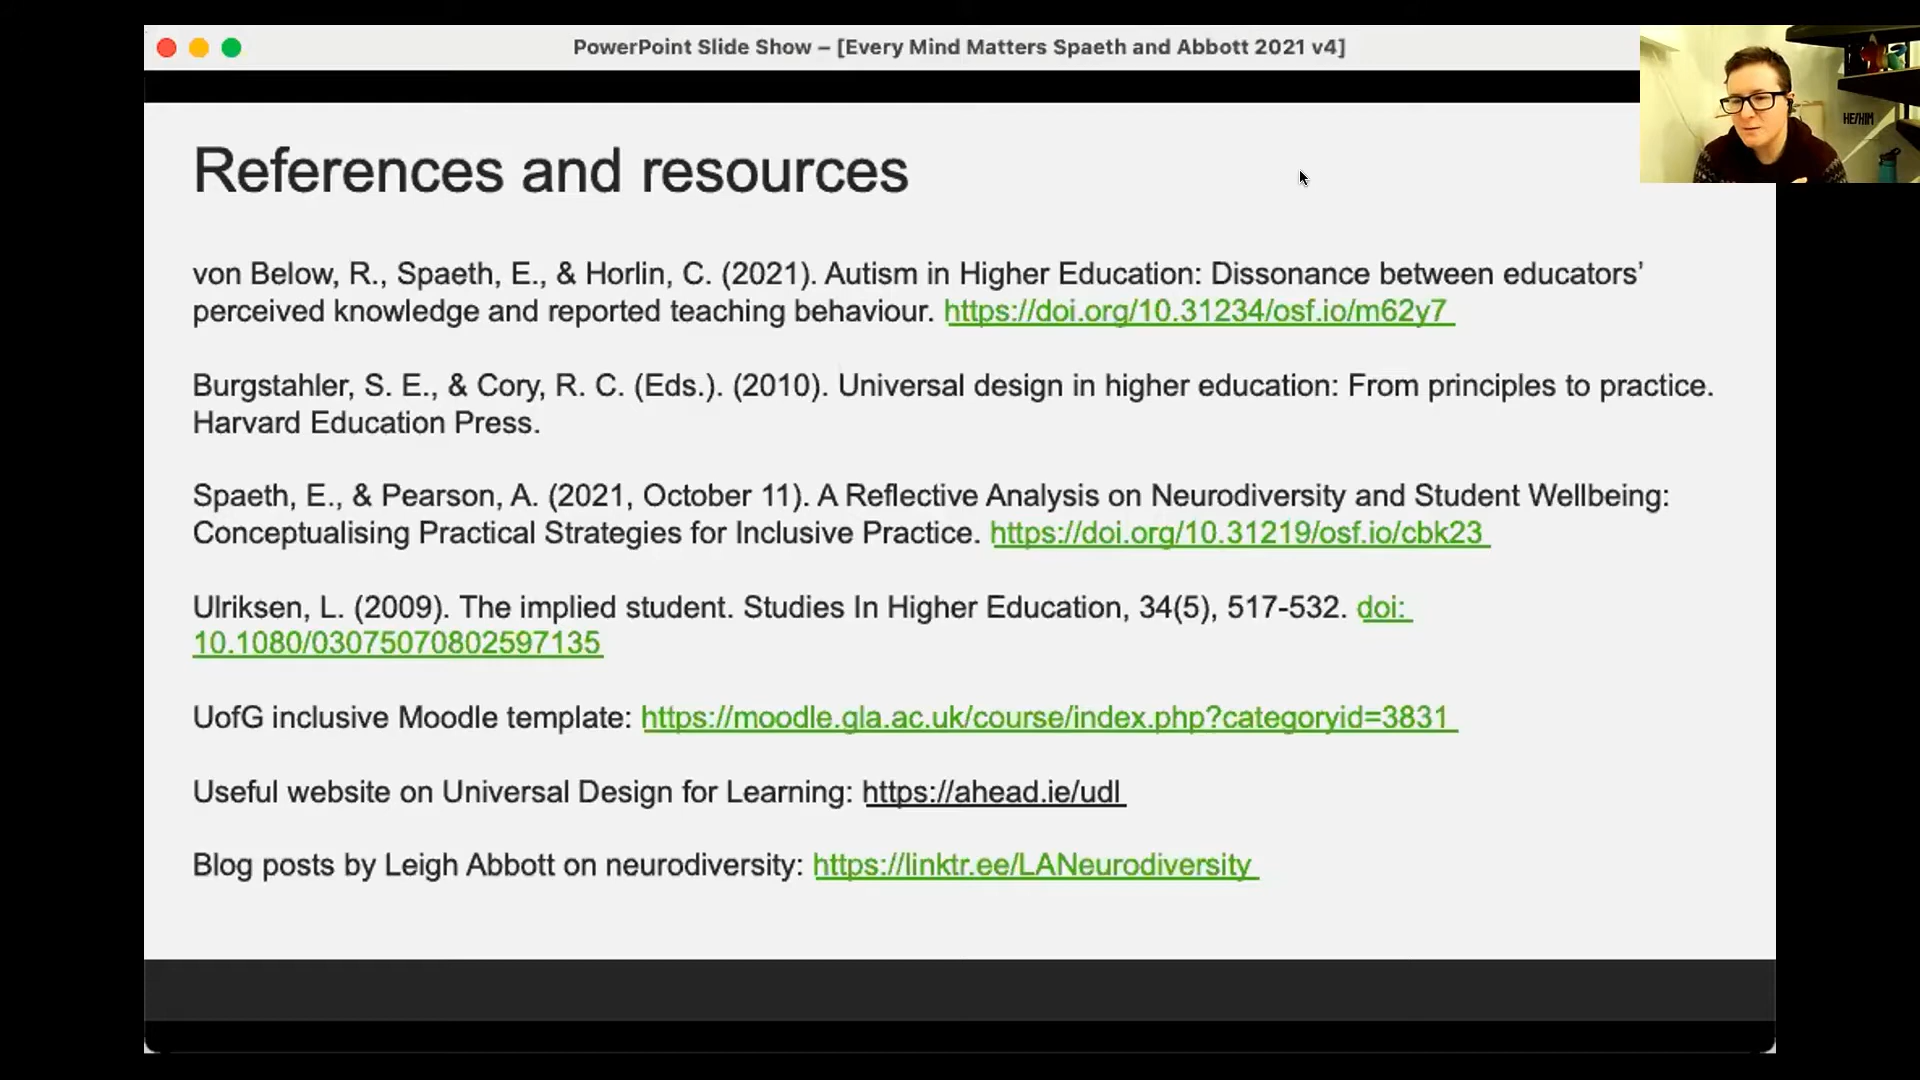 PowerPoint Slide Show – [Every Mind Matters Spaeth and Abbott 2021 v4]
HE/HIM
References and resources
von Below, R., Spaeth, E., & Horlin, C. (2021). Autism in Higher Education: Dissonance between educators’
perceived knowledge and reported teaching behaviour. https://doi.org/10.31234/osf.io/m62y7
Burgstahler, S. E., & Cory, R. C. (Eds.). (2010). Universal design in higher education: From principles to practice.
Harvard Education Press.
Spaeth, E., & Pearson, A. (2021, October 11). A Reflective Analysis on Neurodiversity and Student Wellbeing:
Conceptualising Practical Strategies for Inclusive Practice. https://doi.org/10.31219/osf.io/cbk23
Ulriksen, L. (2009). The implied student. Studies In Higher Education, 34(5), 517-532. doi:
10.1080/03075070802597135
UofG inclusive Moodle template: https://moodle.gla.ac.uk/course/index.php?categoryid=3831
Useful website on Universal Design for Learning: https://ahead.ie/udl
Blog posts by Leigh Abbott on neurodiversity: https://linktr.ee/LANeurodiversity